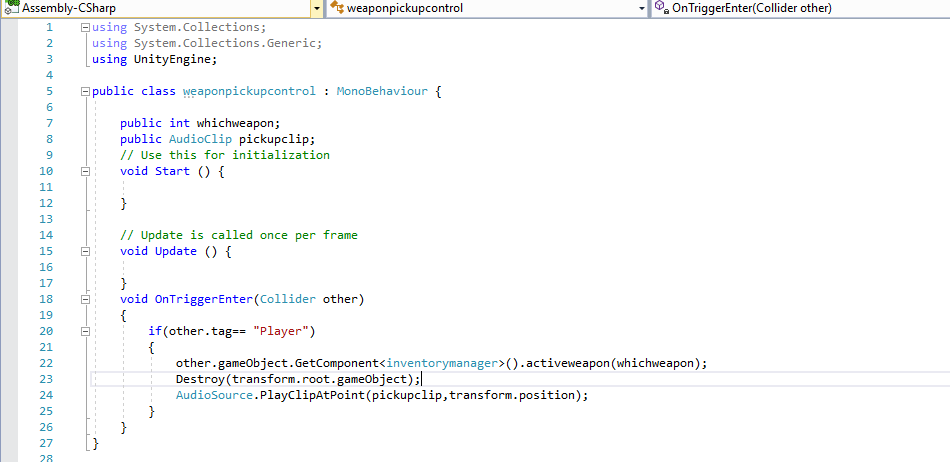 Assembly-CSharp weaponpickupcontrol OnTriggerEnter(Collider other)
1 using System.Collections;
2 using System.Collections.Generic;
3 using UnityEngine;
4
5 public class weaponpickupcontrol : MonoBehaviour {
6
7 public int whichweapon;
8 public AudioClip pickupclip;
9 // Use this for initialization
10 void Start () {
11
12 }
13
14 // Update is called once per frame
15 void Update () {
16
17 }
18 void OnTriggerEnter(Collider other)
19 {
20 if(other.tag== "Player")
21 {
22 other.gameObject.GetComponent<inventorymanager>().activeweapon(whichweapon);
23 Destroy(transform.root.gameObject);
24 AudioSource.PlayClipAtPoint(pickupclip,transform.position);
25 }
26 }
27 }
28